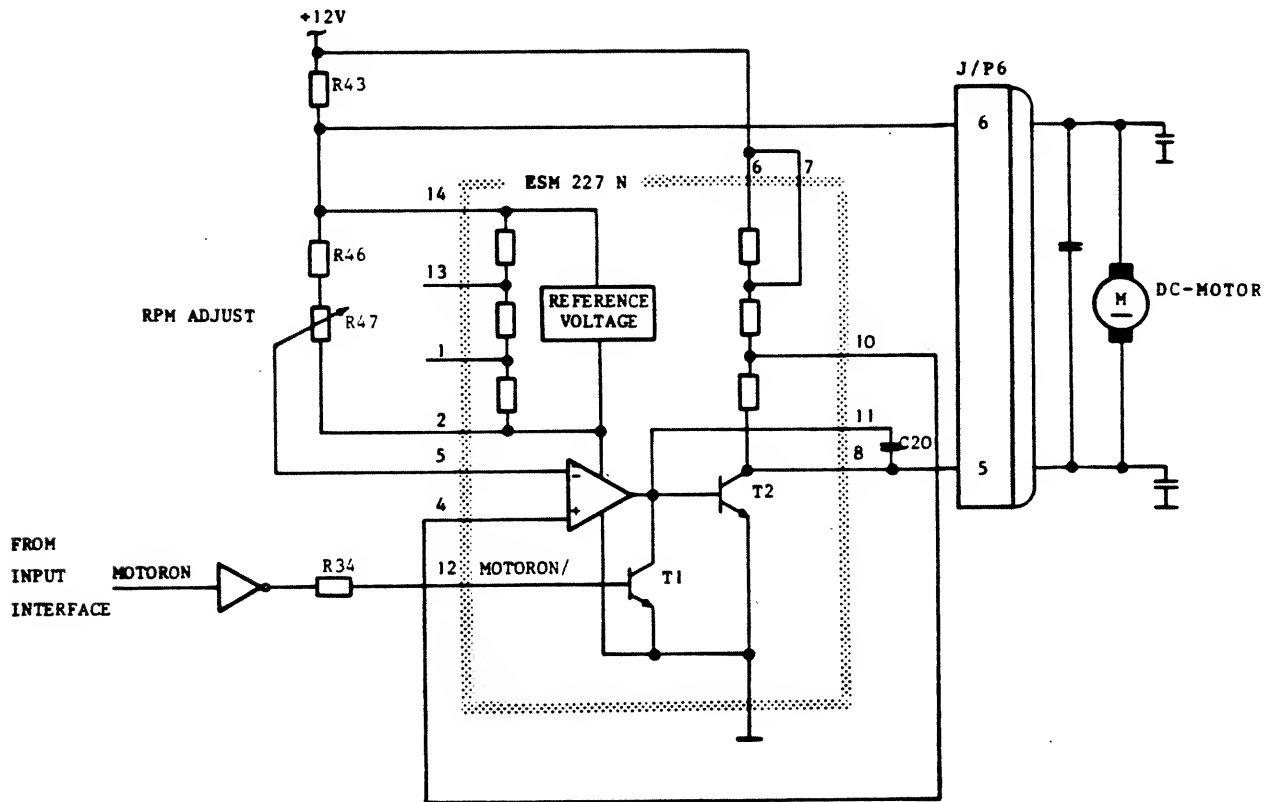 +12V
J/P6
R43
6
6 7
ESM 227 N
14
R46
13
REFERENCE
VOLTAGE
M
DC-MOTOR
RPM ADJUST
R47
1
10
2
11
C20
5
8
5
-
T2
4
+
FROM
INPUT
INTERFACE
MOTORON
R34
12
MOTORON/
T1